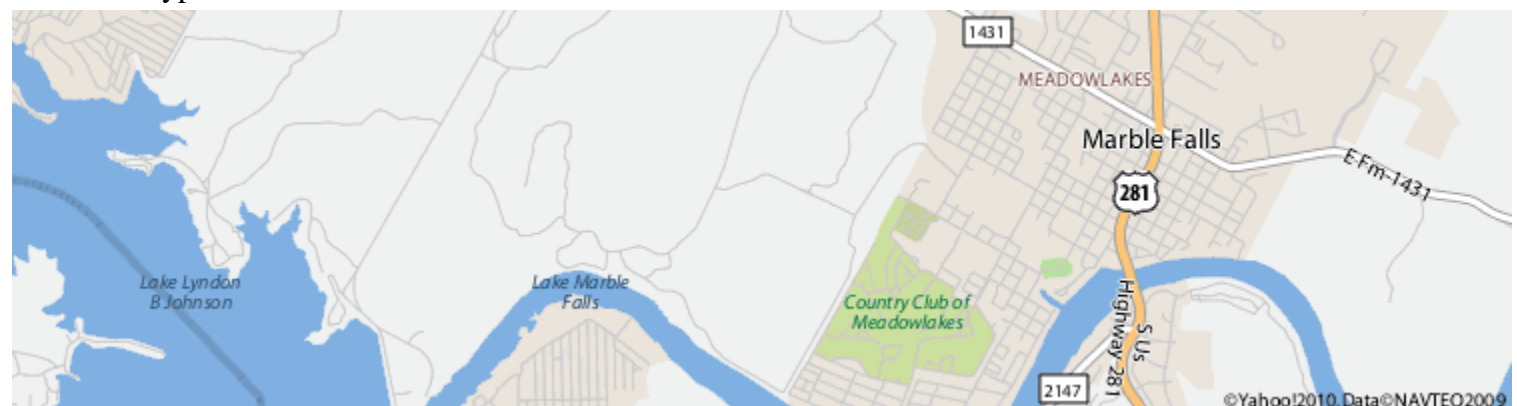 1431
MEADOWLAKES
Marble Falls
E Fm-1431
281
Lake Lyndon
B Johnson
Lake Marble
Falls
Country Club of
Meadowlakes
S Us
Highway 281
2147
©Yahoo!2010, Data©NAVTEQ2009